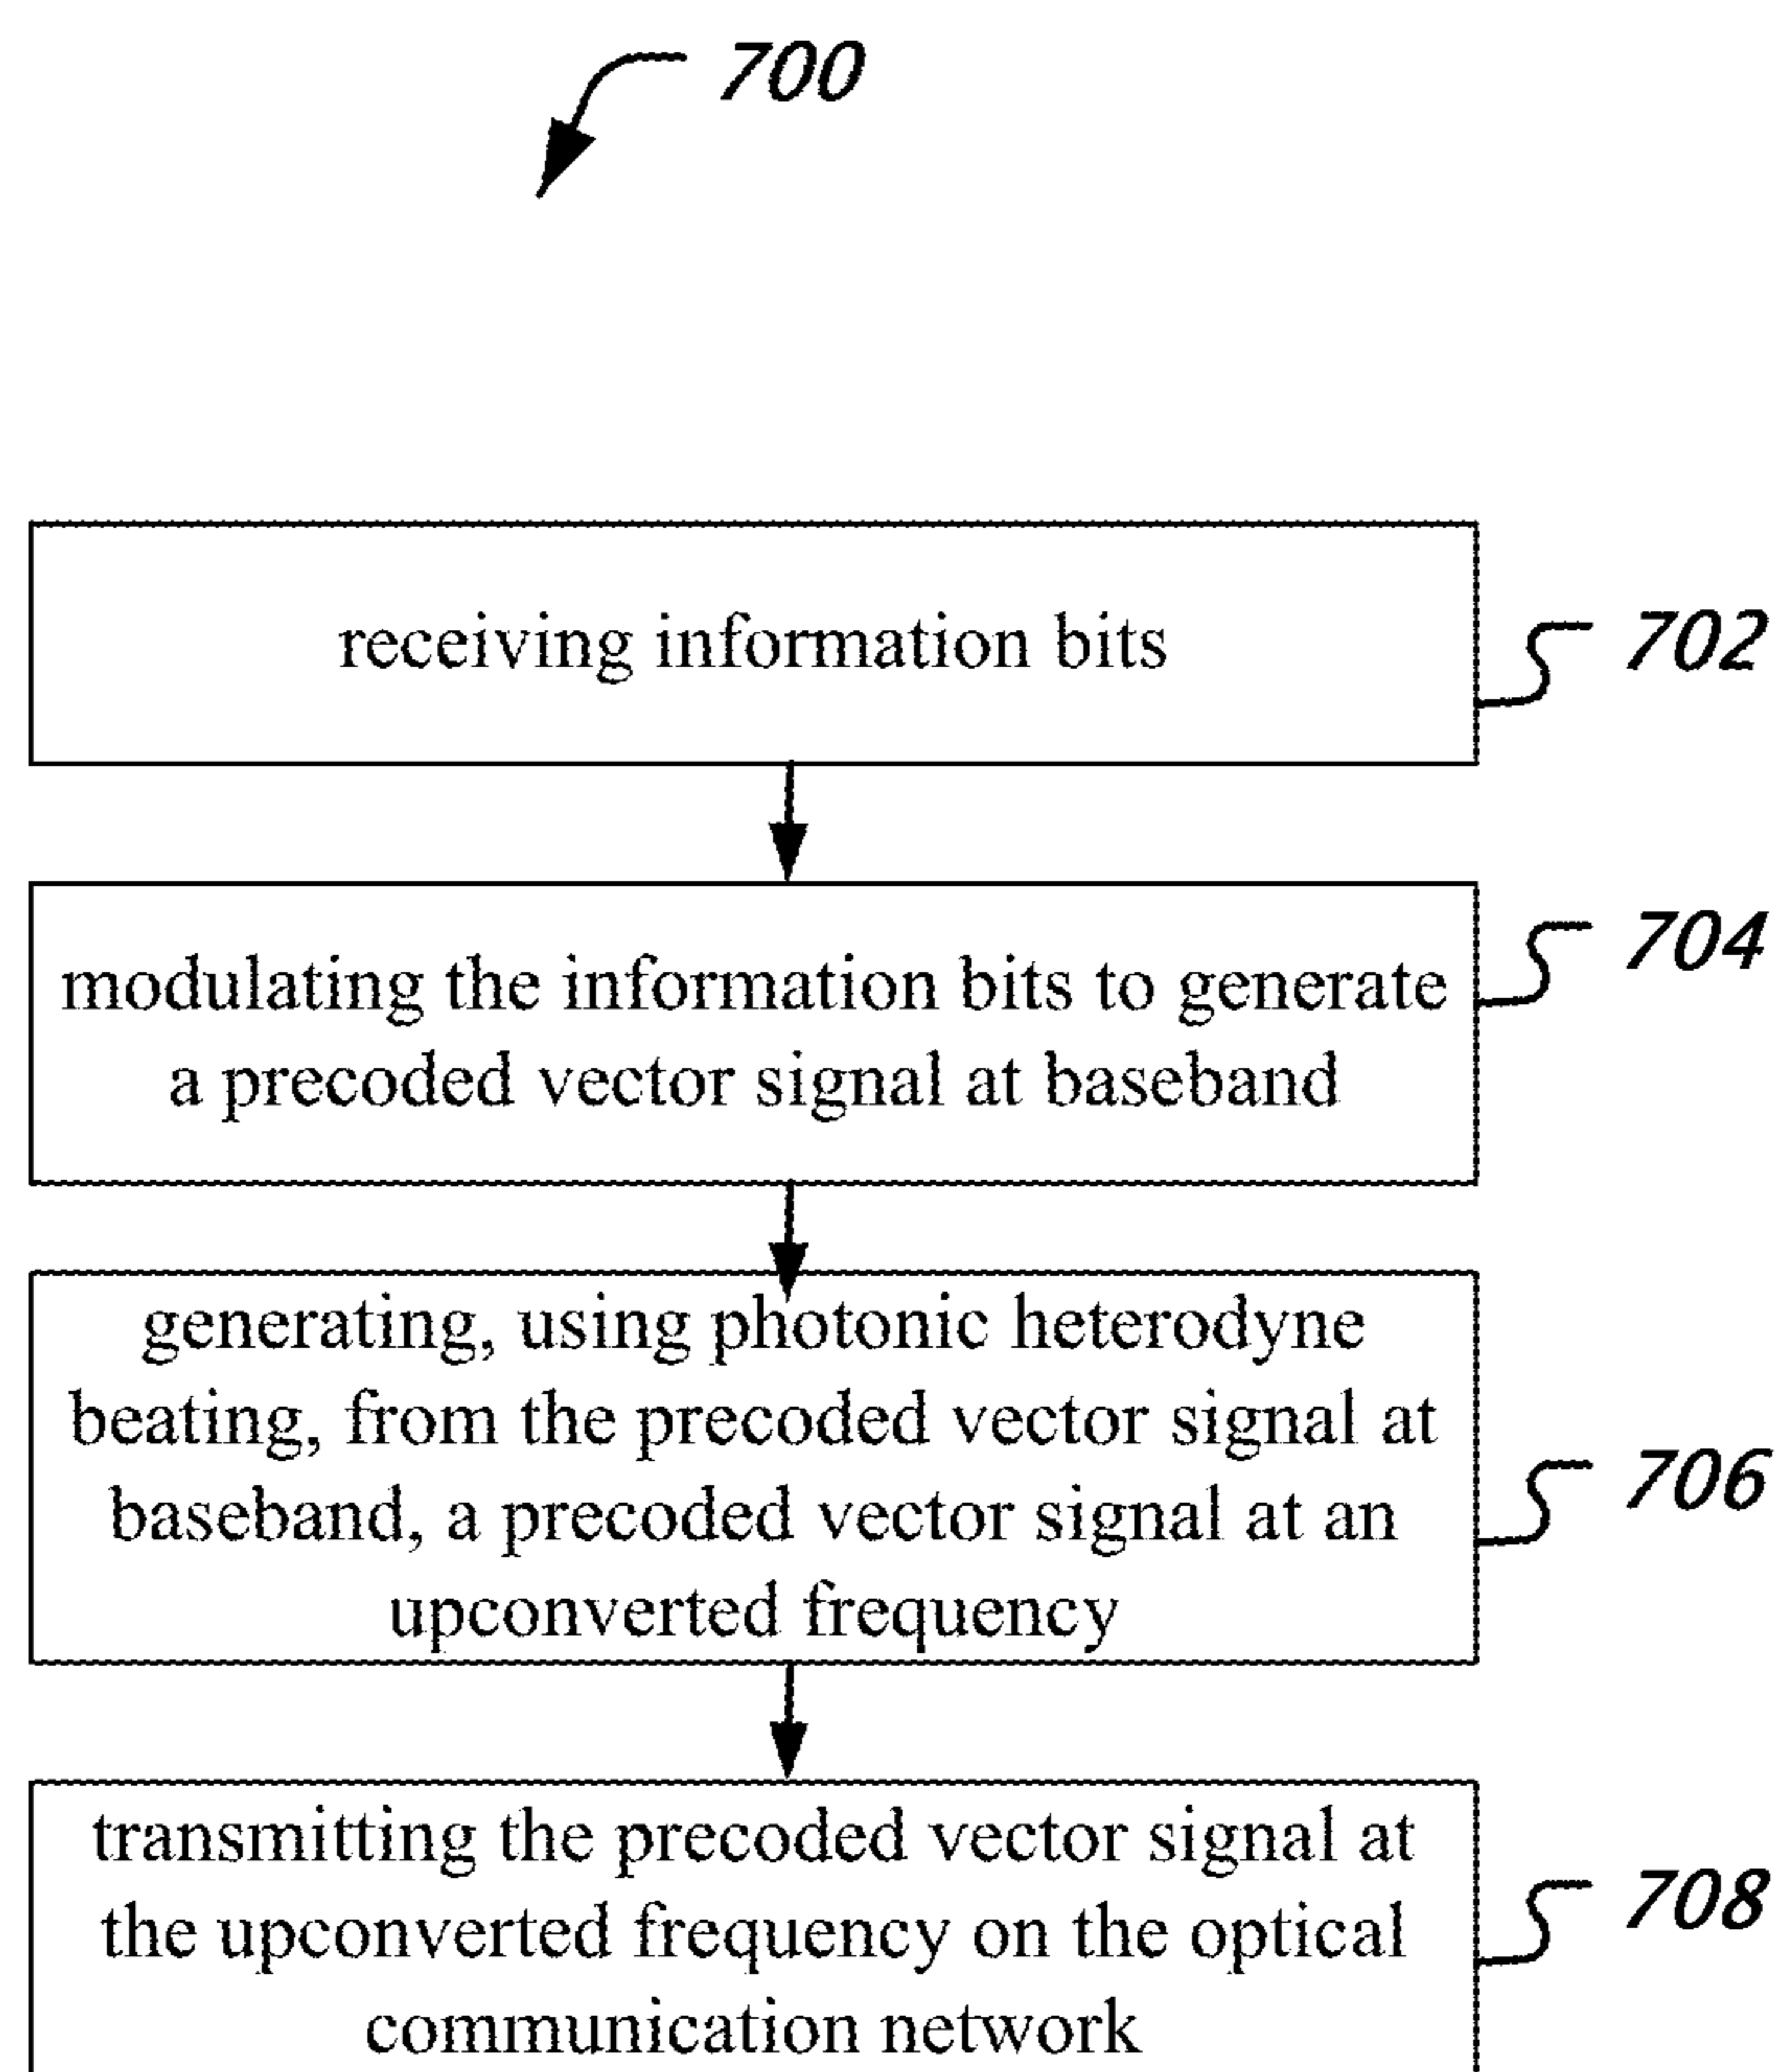 700
receiving information bits
702
modulating the information bits to generate
a precoded vector signal at baseband
704
generating, using photonic heterodyne
beating, from the precoded vector signal at
baseband, a precoded vector signal at an
upconverted frequency
706
transmitting the precoded vector signal at
the upconverted frequency on the optical
communication network
708